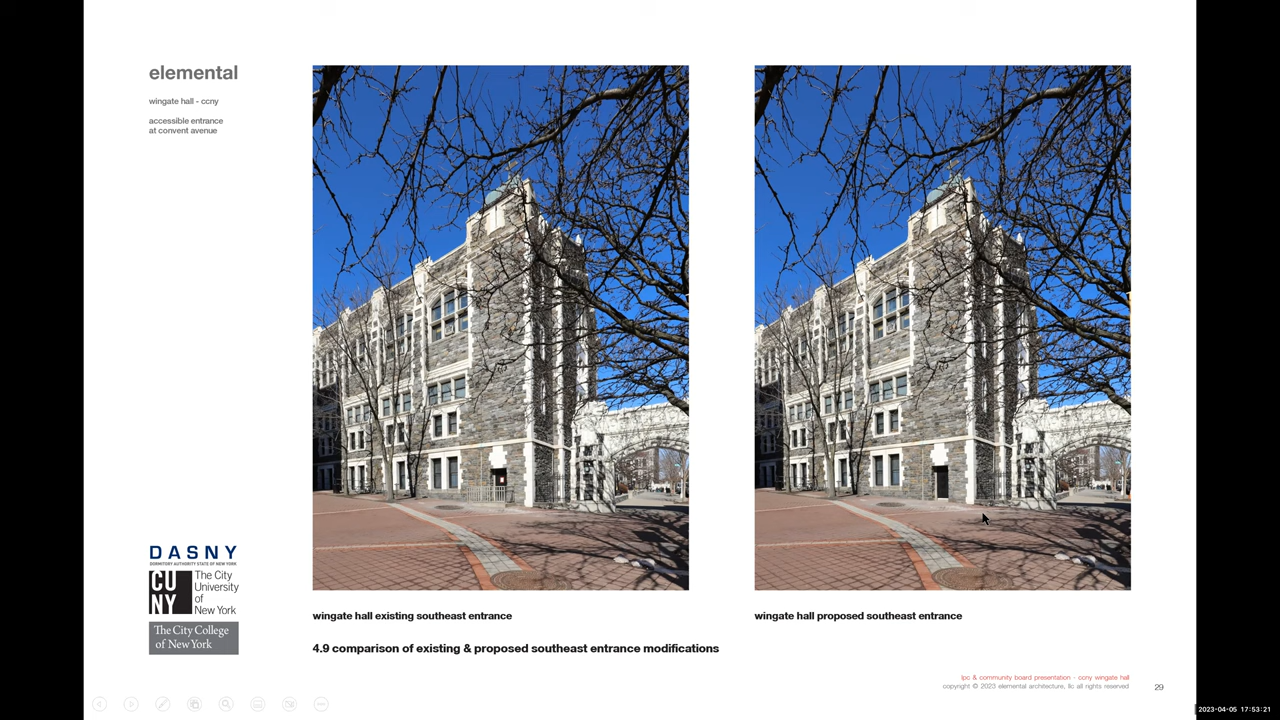 elemental
wingate hall - ccny
accessible entrance
at convent avenue
DASNY
DORMITORY AUTHORITY STATE OF NEW YORK
CU
NY
The City
University
of
New York
The City College
of New York
wingate hall existing southeast entrance
wingate hall proposed southeast entrance
4.9 comparison of existing & proposed southeast entrance modifications
lpc & community board presentation - ccny wingate hall
copyright © 2023 elemental architecture, llc all rights reserved
29
2023-04-05 17:53:21